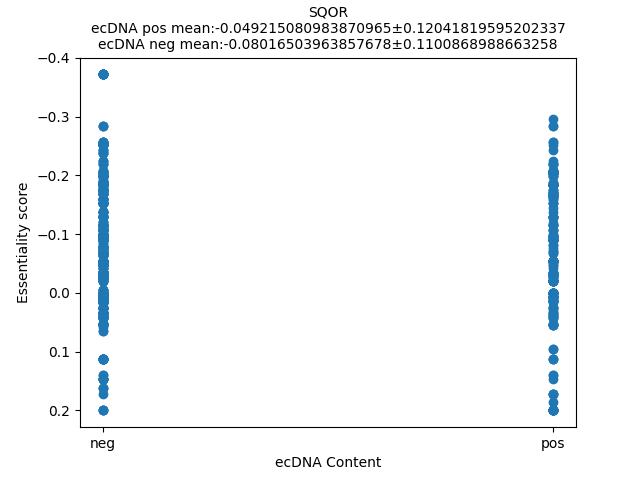 SQOR
ecDNA pos mean:-0.049215080983870965±0.12041819595202337
ecDNA neg mean:-0.08016503963857678±0.1100868988663258
−0.4
−0.3
−0.2
−0.1
0.0
0.1
0.2
Essentiality score
neg
pos
ecDNA Content